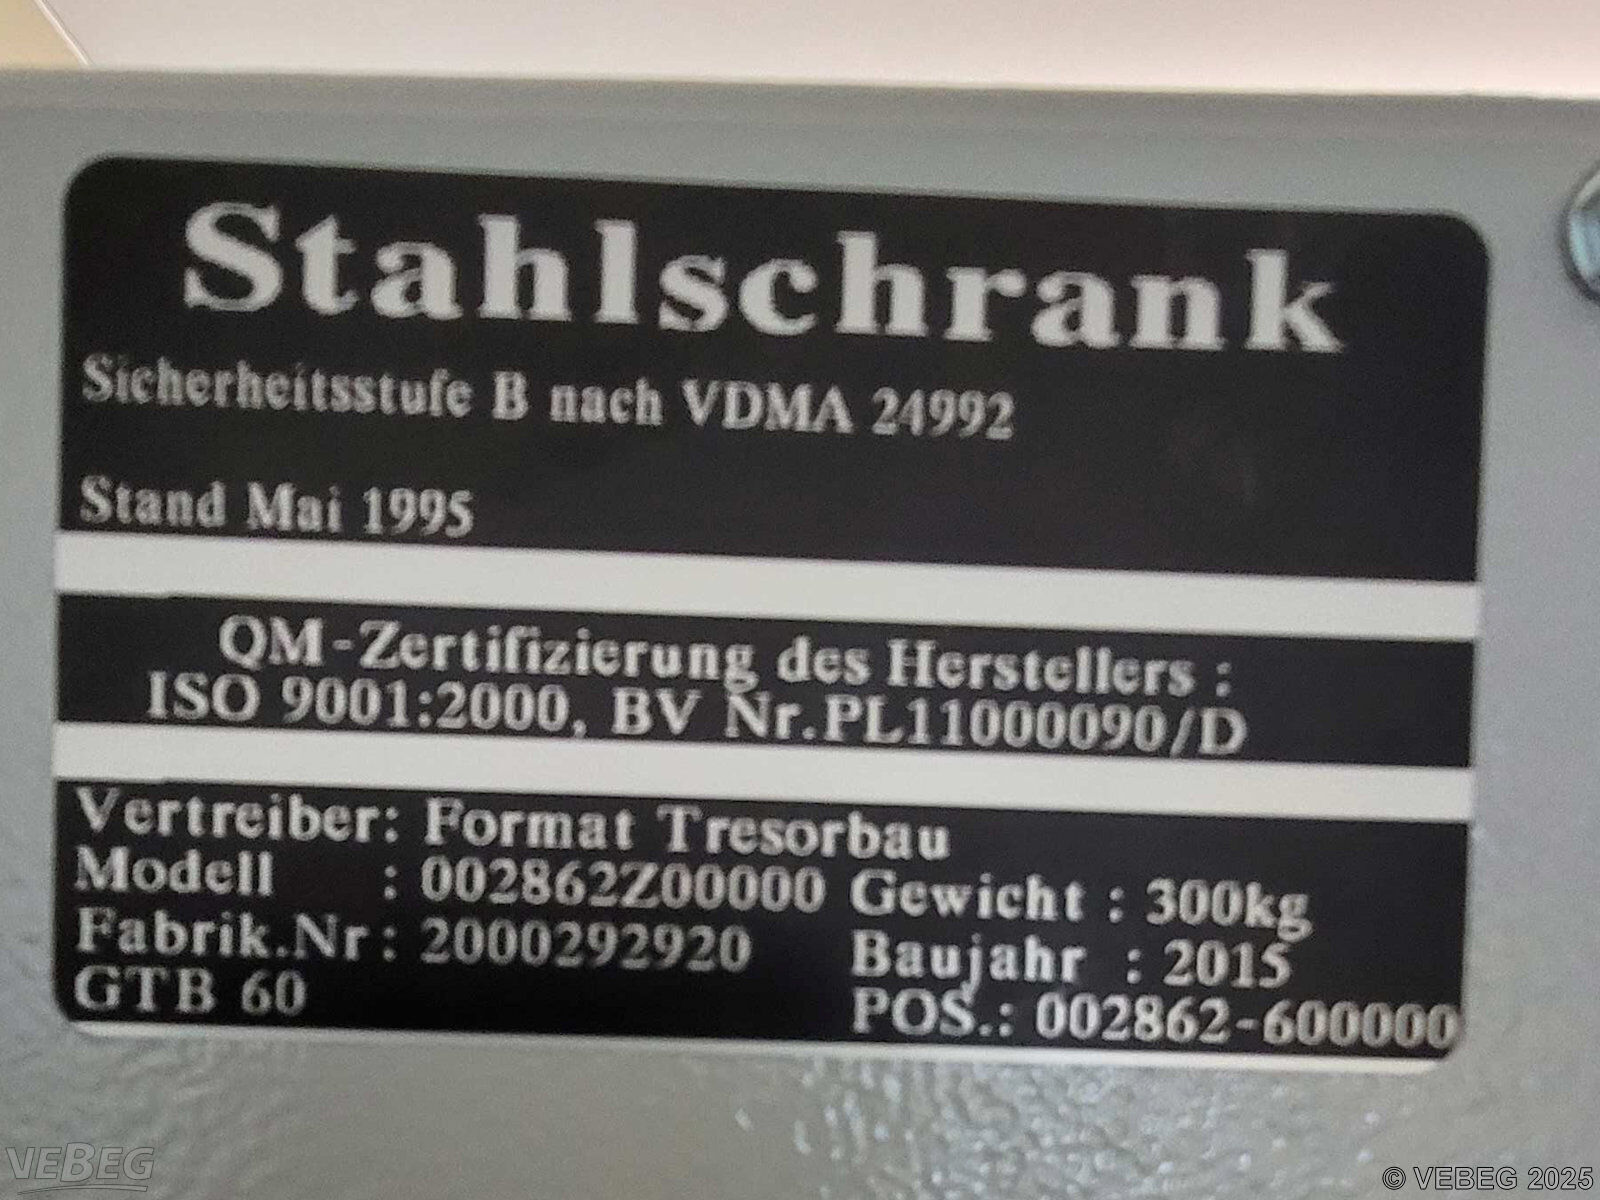 Stahlschrank
Sicherheitsstufe B nach VDMA 24992
Stand Mai 1995
QM-Zertifizierung des Herstellers :
ISO 9001:2000, BV Nr.PL11000090/D
Vertreiber: Format Tresorbau
Modell : 002862Z00000 Gewicht : 300kg
Fabrik.Nr: 2000292920 Baujahr : 2015
GTB 60 POS.: 002862-600000
VEBEG
© VEBEG 2025